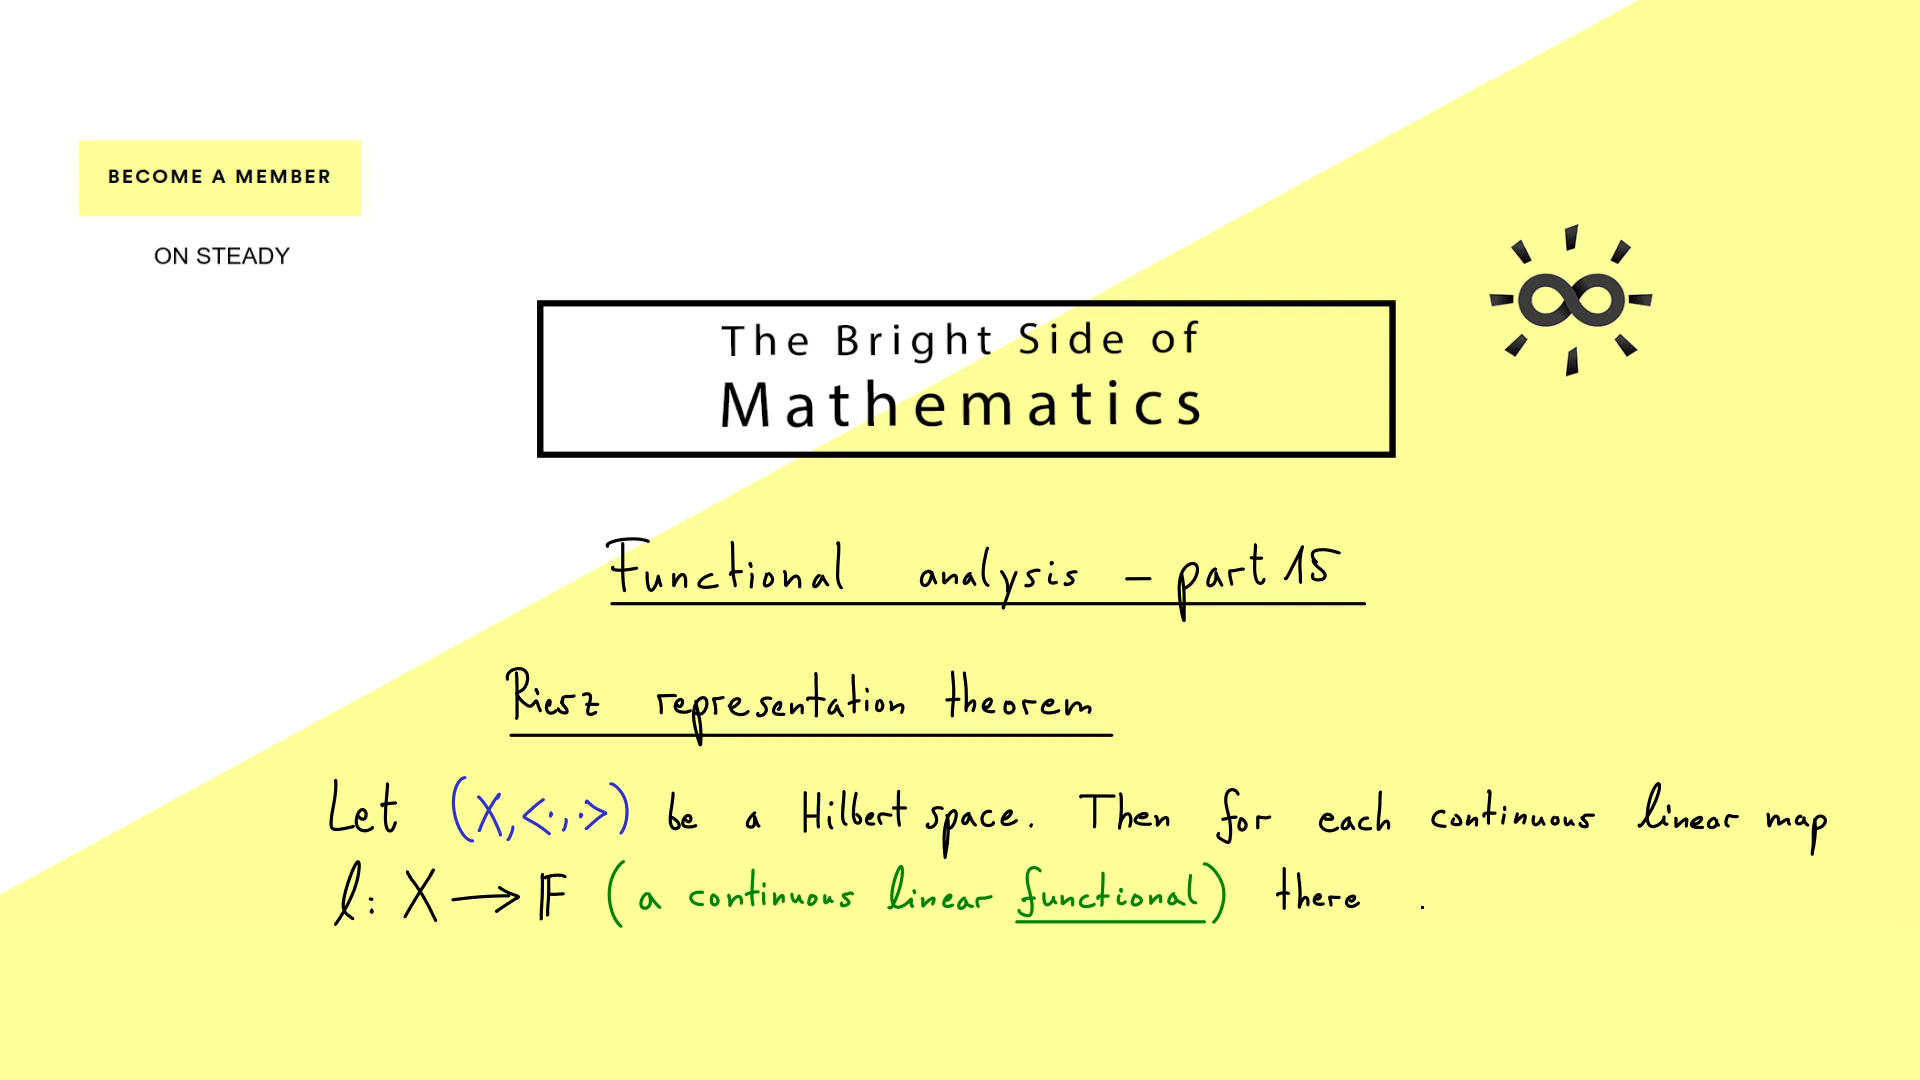 BECOME A MEMBER
ON STEADY
The Bright Side of
Mathematics
Functional analysis – part 15
Riesz representation theorem
Let (X,<·,·>) be a Hilbert space. Then for each continuous linear map
l: X → 𝔽 (a continuous linear functional) there .